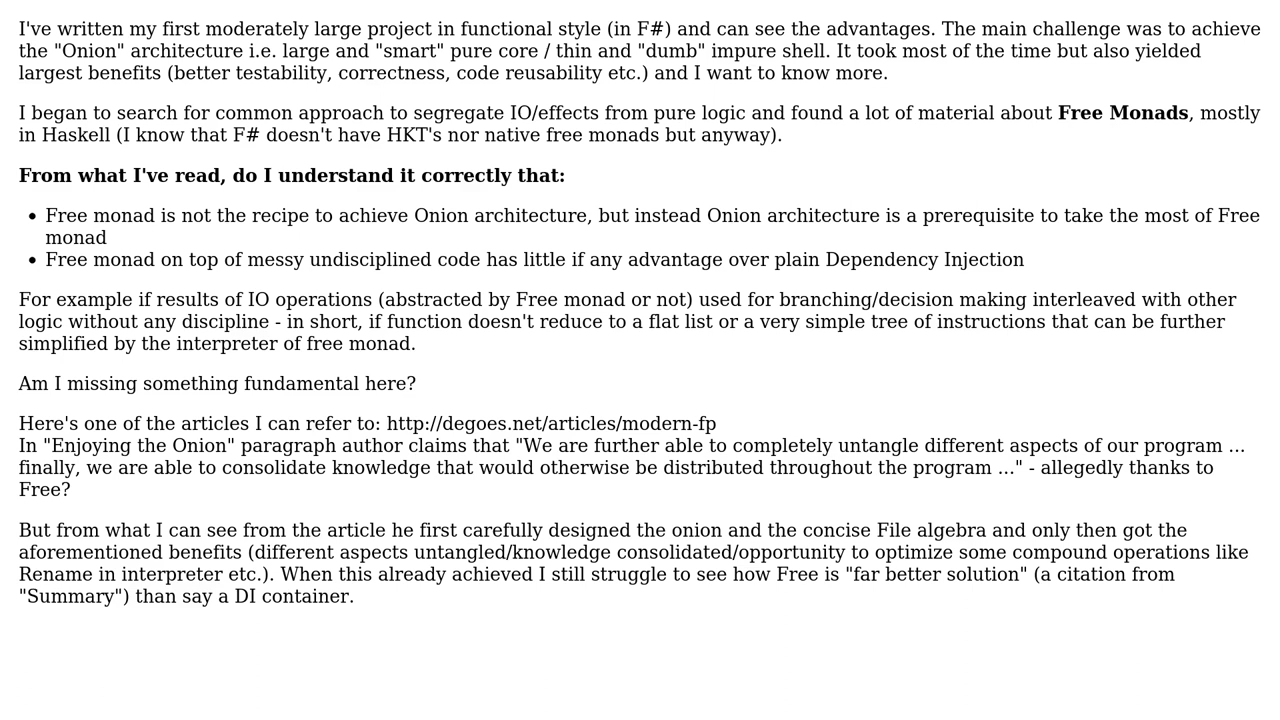 I've written my first moderately large project in functional style (in F#) and can see the advantages. The main challenge was to achieve
the "Onion" architecture i.e. large and "smart" pure core / thin and "dumb" impure shell. It took most of the time but also yielded
largest benefits (better testability, correctness, code reusability etc.) and I want to know more.
I began to search for common approach to segregate IO/effects from pure logic and found a lot of material about Free Monads, mostly
in Haskell (I know that F# doesn't have HKT's nor native free monads but anyway).
From what I've read, do I understand it correctly that:
• Free monad is not the recipe to achieve Onion architecture, but instead Onion architecture is a prerequisite to take the most of Free
monad
• Free monad on top of messy undisciplined code has little if any advantage over plain Dependency Injection
For example if results of IO operations (abstracted by Free monad or not) used for branching/decision making interleaved with other
logic without any discipline - in short, if function doesn't reduce to a flat list or a very simple tree of instructions that can be further
simplified by the interpreter of free monad.
Am I missing something fundamental here?
Here's one of the articles I can refer to: http://degoes.net/articles/modern-fp
In "Enjoying the Onion" paragraph author claims that "We are further able to completely untangle different aspects of our program ...
finally, we are able to consolidate knowledge that would otherwise be distributed throughout the program ..." - allegedly thanks to
Free?
But from what I can see from the article he first carefully designed the onion and the concise File algebra and only then got the
aforementioned benefits (different aspects untangled/knowledge consolidated/opportunity to optimize some compound operations like
Rename in interpreter etc.). When this already achieved I still struggle to see how Free is "far better solution" (a citation from
"Summary") than say a DI container.